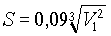 S = 0,09∛V₁²